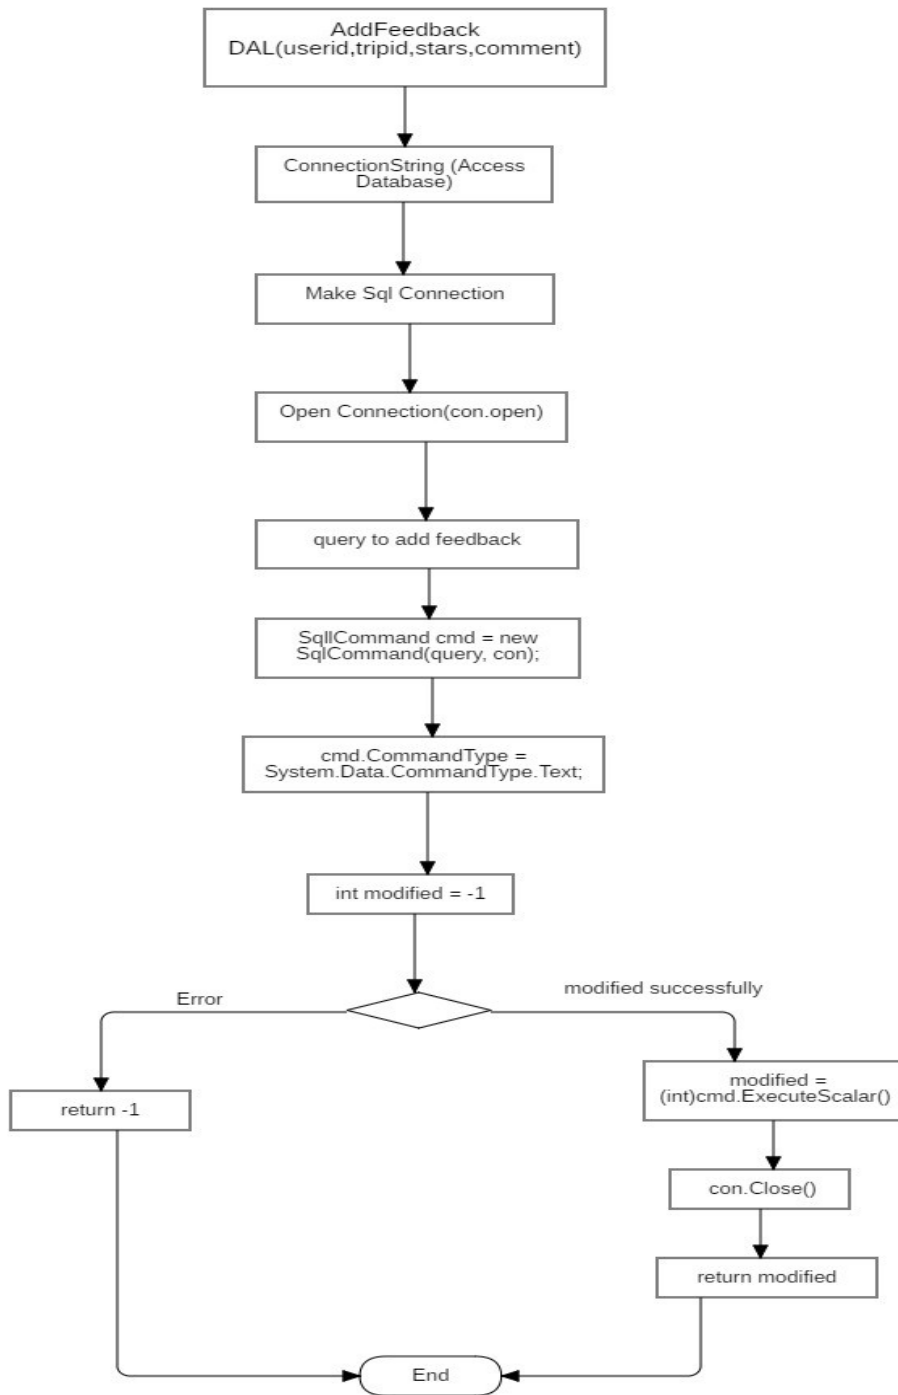 AddFeedback
DAL(userid,tripid,stars,comment)
ConnectionString (Access
Database)
Make Sql Connection
Open Connection(con.open)
query to add feedback
SqllCommand cmd = new
SqlCommand(query, con);
cmd.CommandType =
System.Data.CommandType.Text;
int modified = -1
Error
modified successfully
return -1
modified =
(int)cmd.ExecuteScalar()
con.Close()
return modified
End